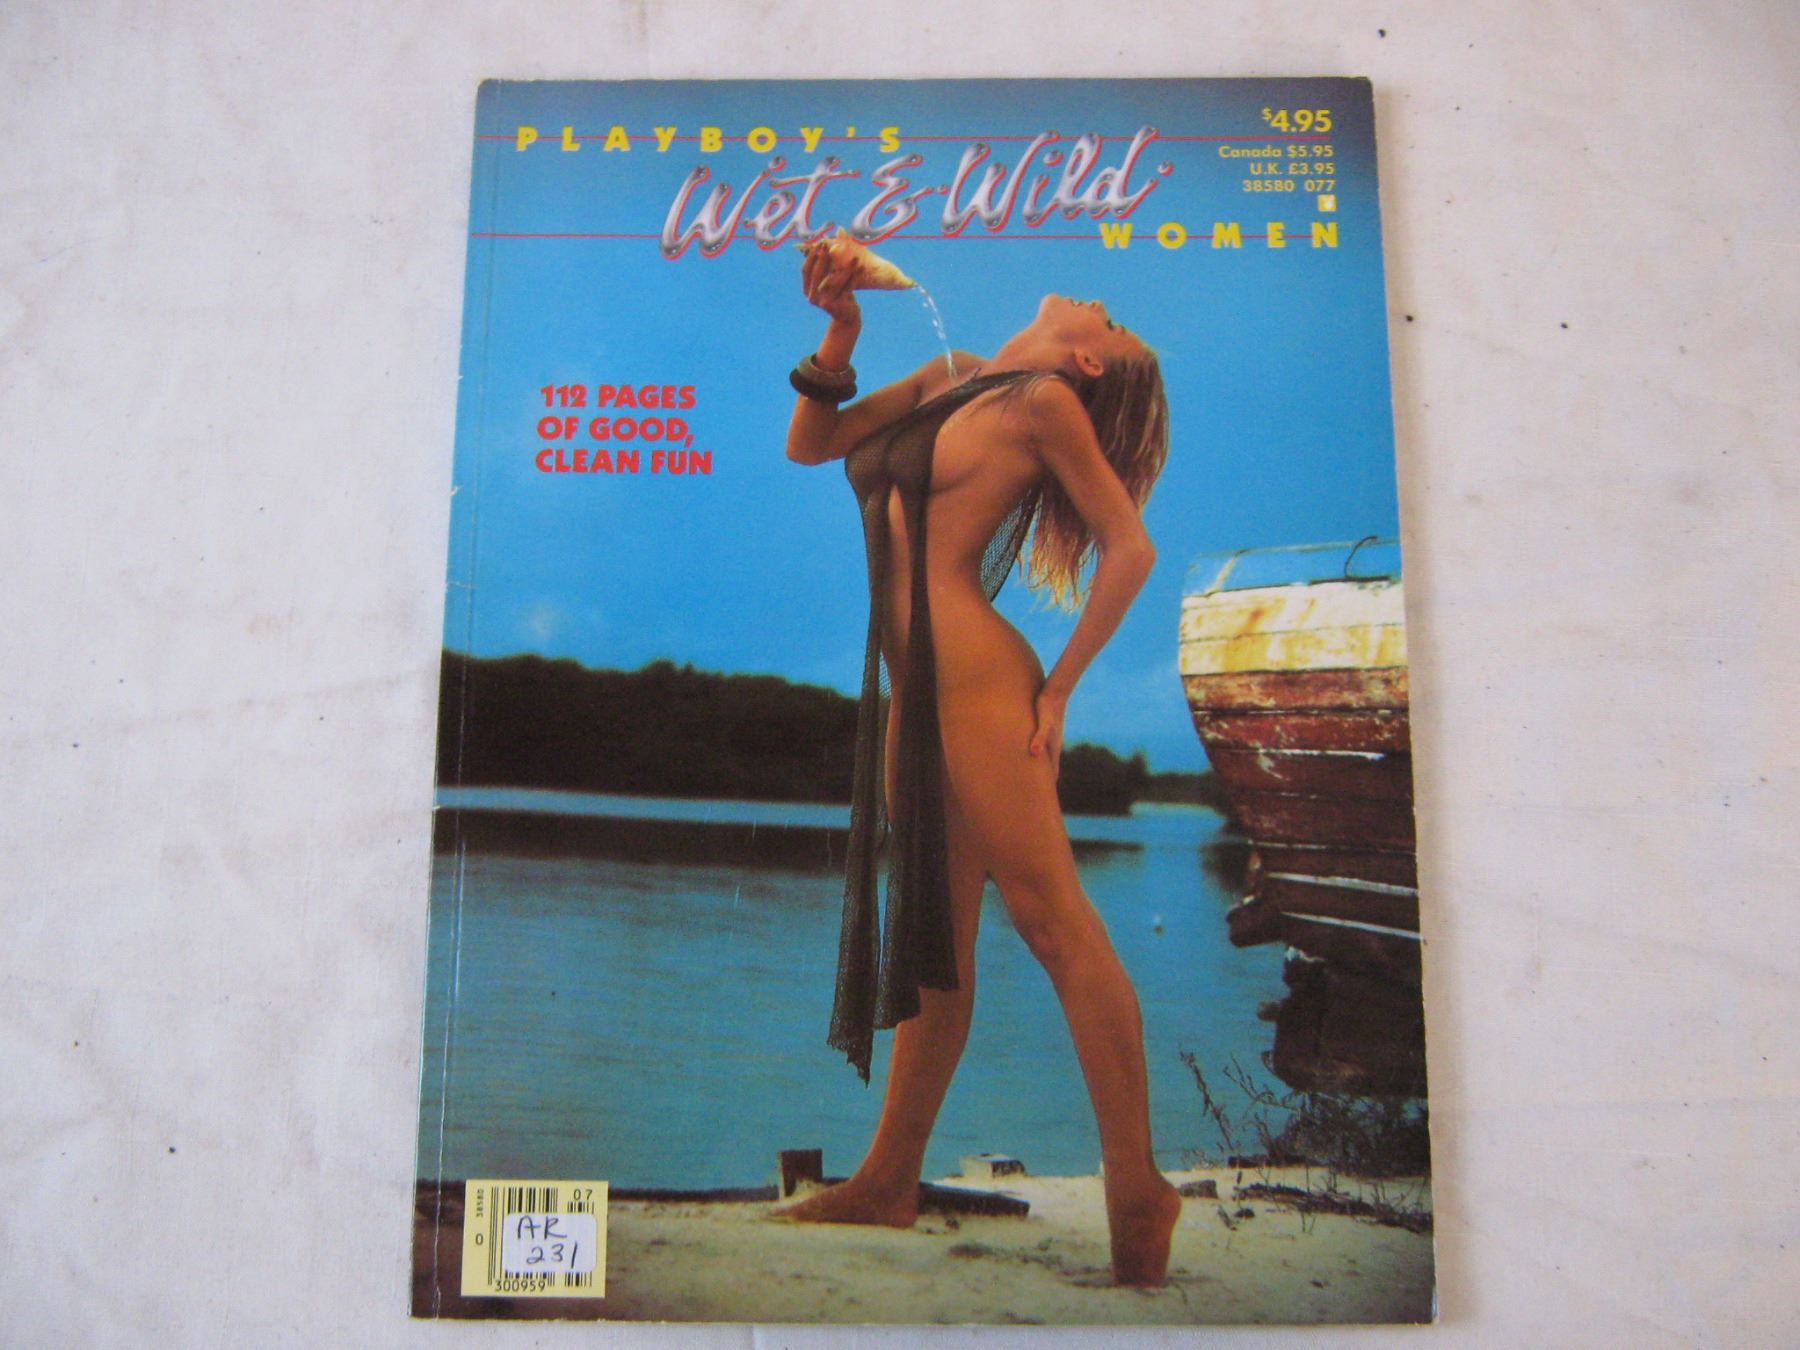 PLAYBOY'S
Wet & Wild
WOMEN
$4.95
Canada $5.95
U.K. £3.95
38580 077
112 PAGES
OF GOOD,
CLEAN FUN
07
38580
0
AR
231
300959